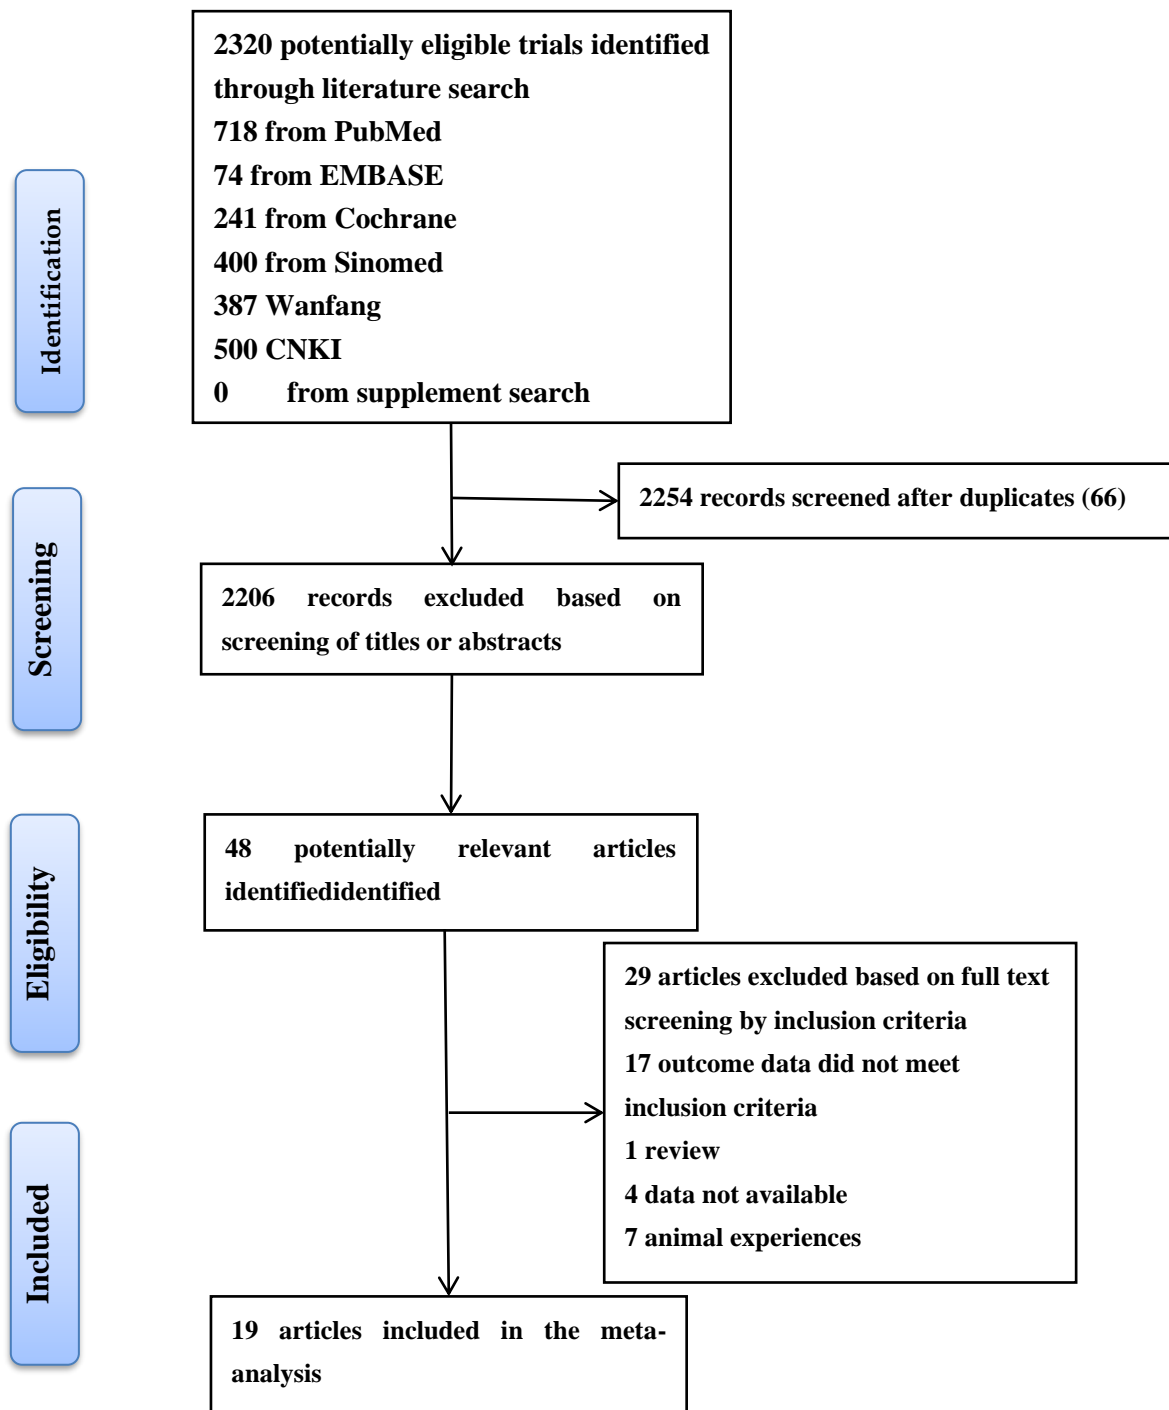 2320 potentially eligible trials identified
through literature search
718 from PubMed
74 from EMBASE
241 from Cochrane
400 from Sinomed
387 Wanfang
500 CNKI
0 from supplement search
Identification
2254 records screened after duplicates (66)
Screening
2206 records excluded based on
screening of titles or abstracts
Eligibility
48 potentially relevant articles
identifiedidentified
29 articles excluded based on full text
screening by inclusion criteria
17 outcome data did not meet
inclusion criteria
1 review
4 data not available
7 animal experiences
Included
19 articles included in the meta-
analysis